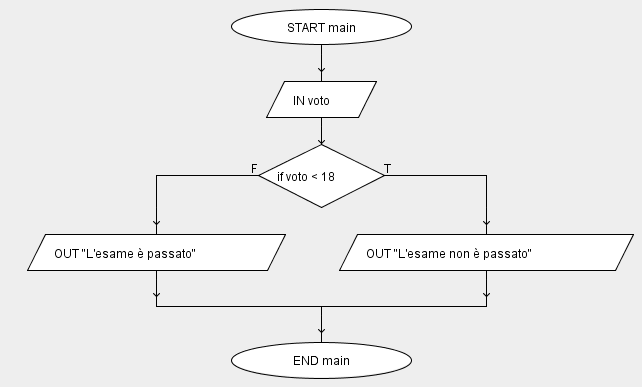 START main
IN voto
F
if voto < 18
T
OUT "L'esame è passato"
OUT "L'esame non è passato"
END main